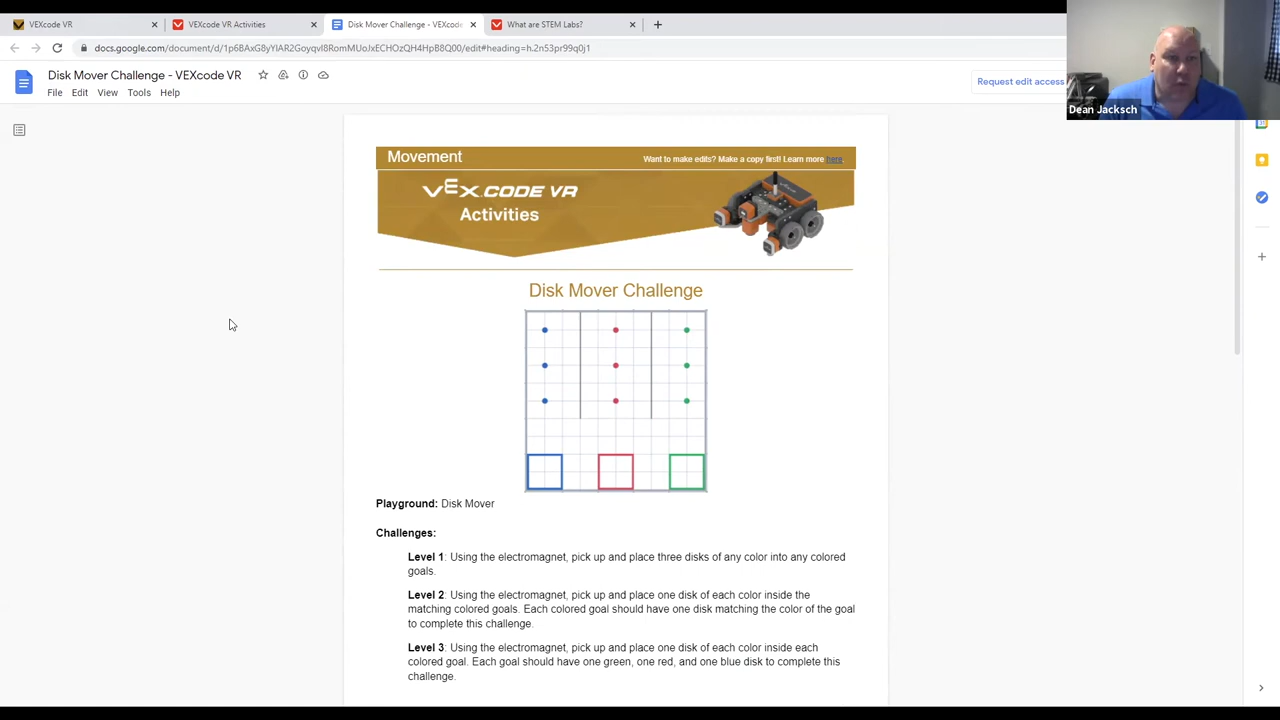 VEXcode VR
VEXcode VR Activities
Disk Mover Challenge - VEXcode
What are STEM Labs?
docs.google.com/document/d/1p6BAxG8yYlAR2Goyqvl8RomMUoJxECHOzQH4HpB8Q00/edit#heading=h.2n53pr99q0j1
Disk Mover Challenge - VEXcode VR
File Edit View Tools Help
Request edit access
Dean Jacksch
Movement
Want to make edits? Make a copy first! Learn more here.
VEXcode VR
Activities
Disk Mover Challenge
Playground: Disk Mover
Challenges:
Level 1: Using the electromagnet, pick up and place three disks of any color into any colored
goals.
Level 2: Using the electromagnet, pick up and place one disk of each color inside the
matching colored goals. Each colored goal should have one disk matching the color of the goal
to complete this challenge.
Level 3: Using the electromagnet, pick up and place one disk of each color inside each
colored goal. Each goal should have one green, one red, and one blue disk to complete this
challenge.